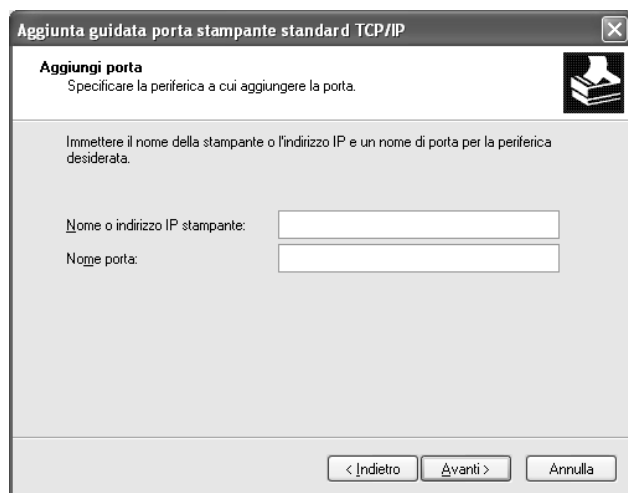 Aggiunta guidata porta stampante standard TCP/IP
Aggiungi porta
Specificare la periferica a cui aggiungere la porta.
Immettere il nome della stampante o l'indirizzo IP e un nome di porta per la periferica
desiderata.
Nome o indirizzo IP stampante:
Nome porta:
< Indietro Avanti > Annulla